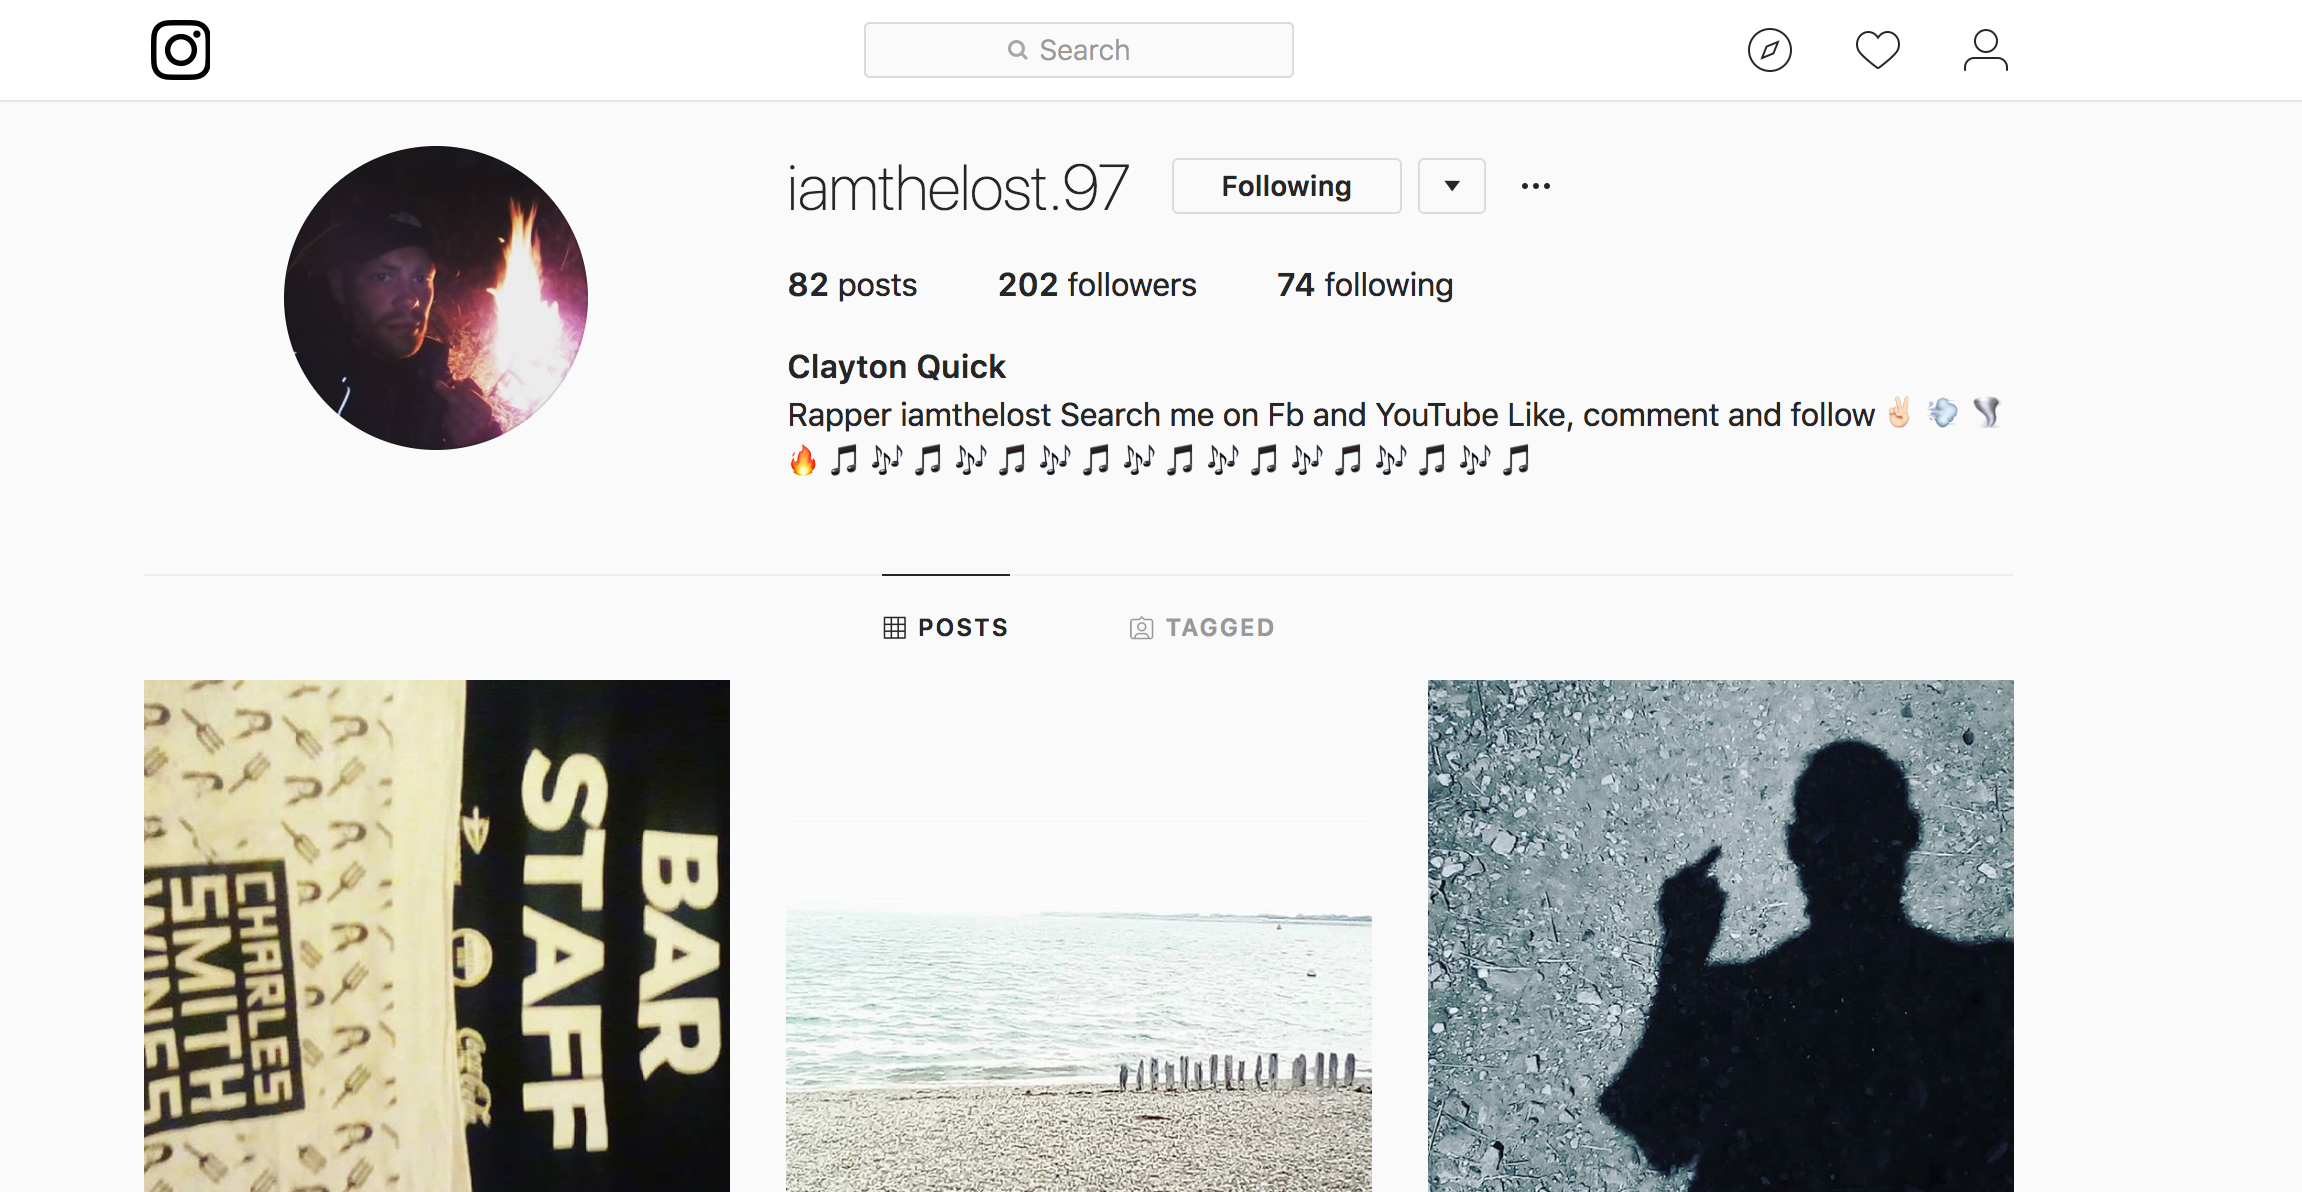 Search
iamthelost.97 Following
82 posts 202 followers 74 following
Clayton Quick
Rapper iamthelost Search me on Fb and YouTube Like, comment and follow ✌🏻 💨 🌪
🔥 🎵 🎶 🎵 🎶 🎵 🎶 🎵 🎶 🎵 🎶 🎵 🎶 🎵 🎶 🎵 🎶 🎵
POSTS TAGGED
BAR
STAFF
CHARLES
SMITH
WINES